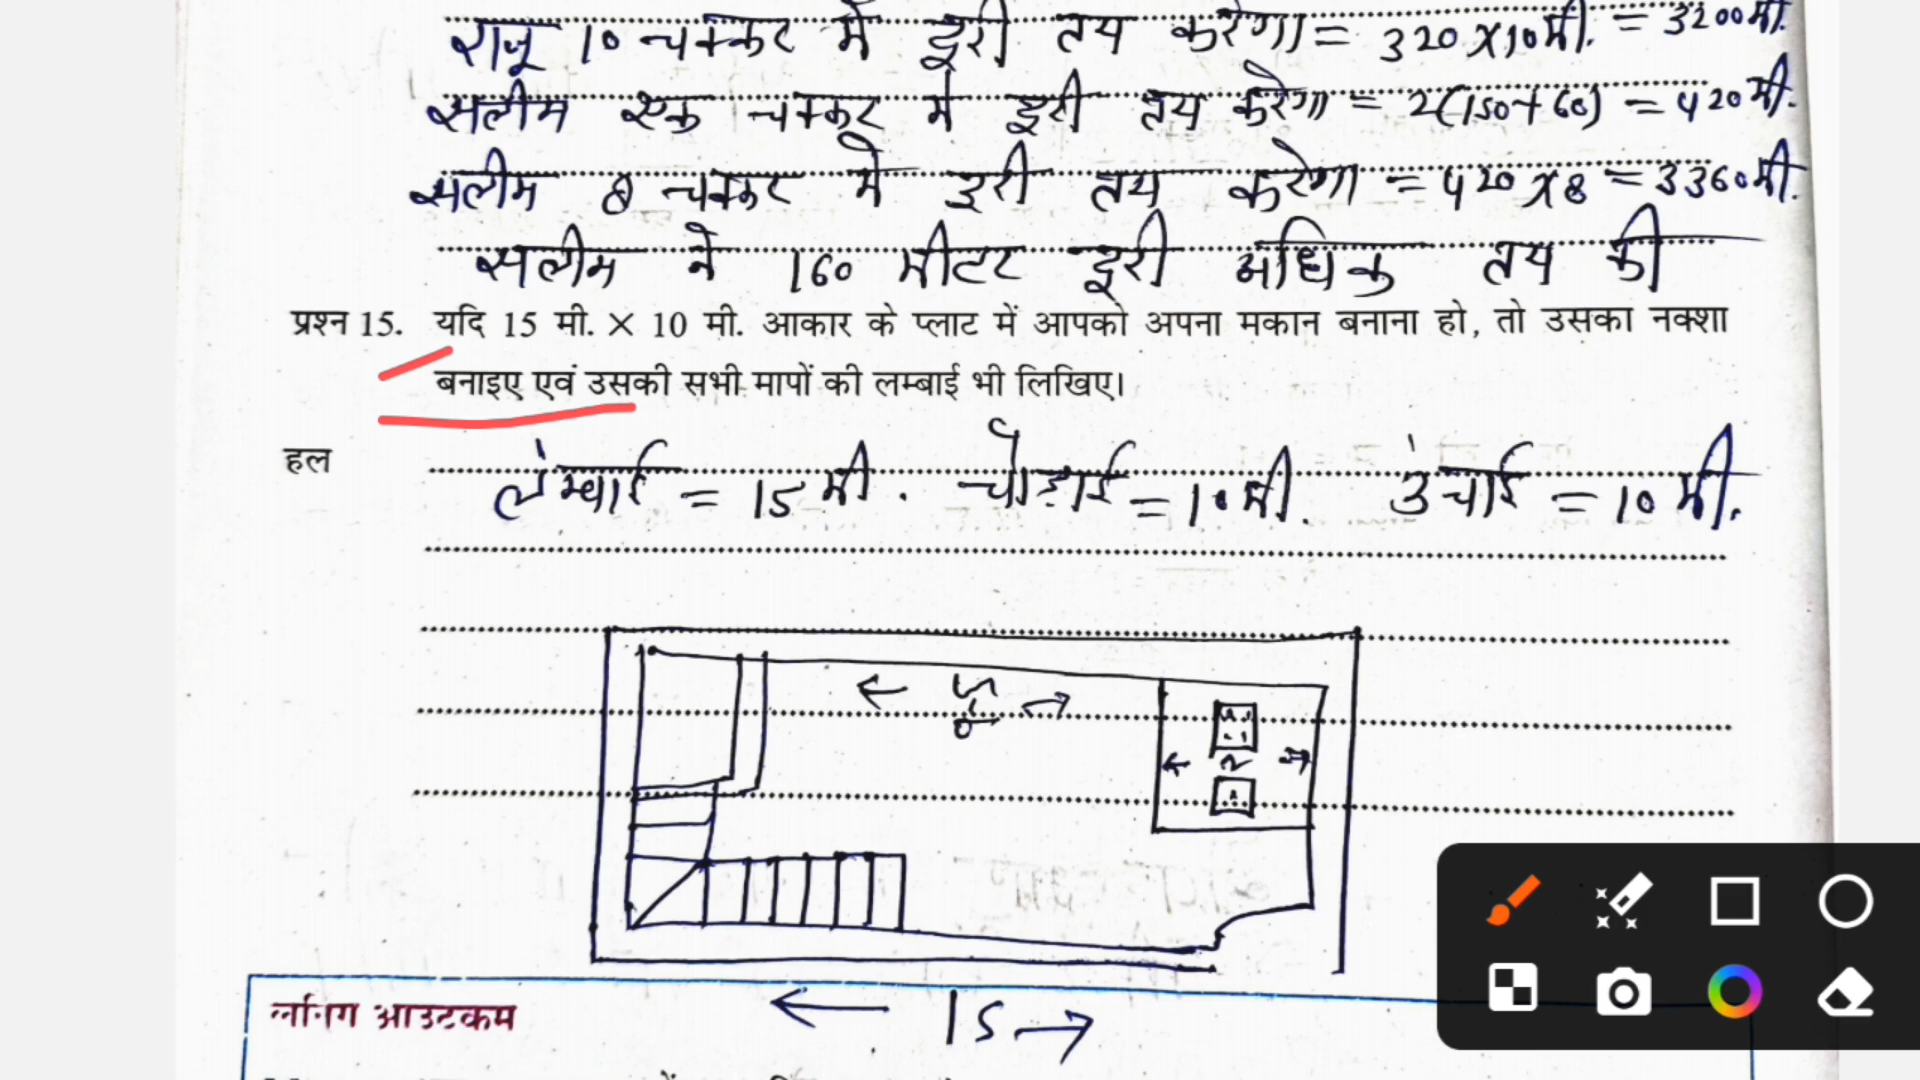 राजू 10 चक्कर में दूरी तय करेगा = 320 X 10 मी. = 3200 मी.
सलीम एक चक्कर में दूरी तय करेगा = 2(150+60) = 420 मी.
सलीम 8 चक्कर में दूरी तय करेगा = 420 X 8 = 3360 मी.
सलीम ने 160 मीटर दूरी अधिक तय की
प्रश्न 15. यदि 15 मी. × 10 मी. आकार के प्लाट में आपको अपना मकान बनाना हो, तो उसका नक्शा
बनाइए एवं उसकी सभी मापों की लम्बाई भी लिखिए।
हल
लंम्बाई = 15 मी. चौड़ाई = 10 मी. उंचाई = 10 मी.
15
लर्निंग आउटकम